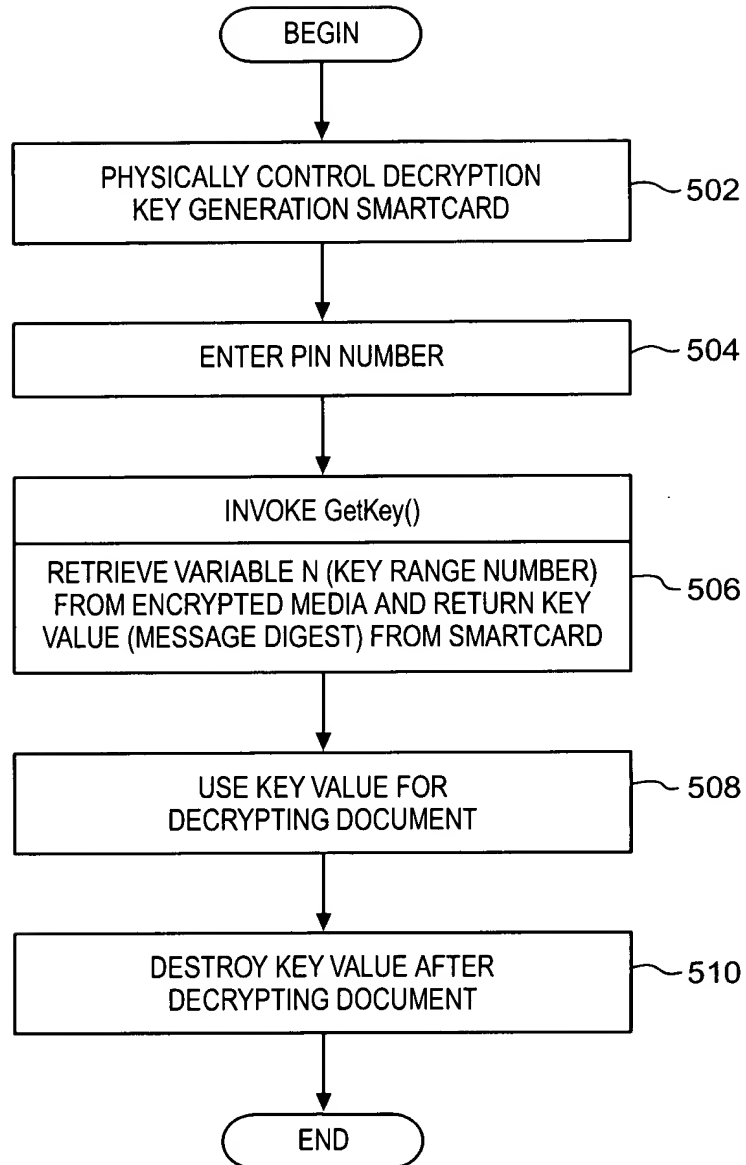 BEGIN
PHYSICALLY CONTROL DECRYPTION
KEY GENERATION SMARTCARD
502
ENTER PIN NUMBER
504
INVOKE GetKey()
RETRIEVE VARIABLE N (KEY RANGE NUMBER)
FROM ENCRYPTED MEDIA AND RETURN KEY
VALUE (MESSAGE DIGEST) FROM SMARTCARD
506
USE KEY VALUE FOR
DECRYPTING DOCUMENT
508
DESTROY KEY VALUE AFTER
DECRYPTING DOCUMENT
510
END